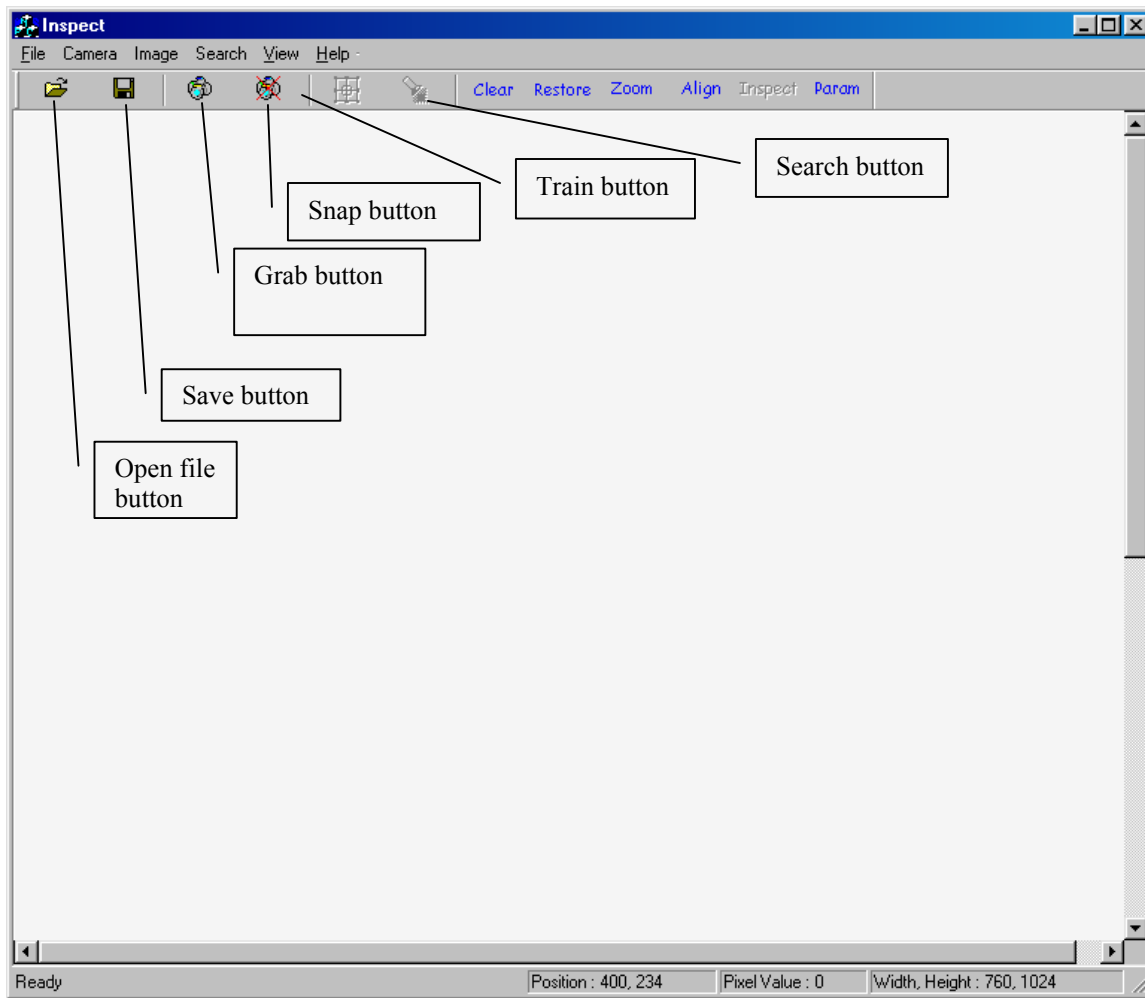 Inspect
File Camera Image Search View Help
Clear Restore Zoom Align Inspect Param
Search button
Train button
Snap button
Grab button
Save button
Open file
button
Ready Position : 400, 234 Pixel Value : 0 Width, Height : 760, 1024